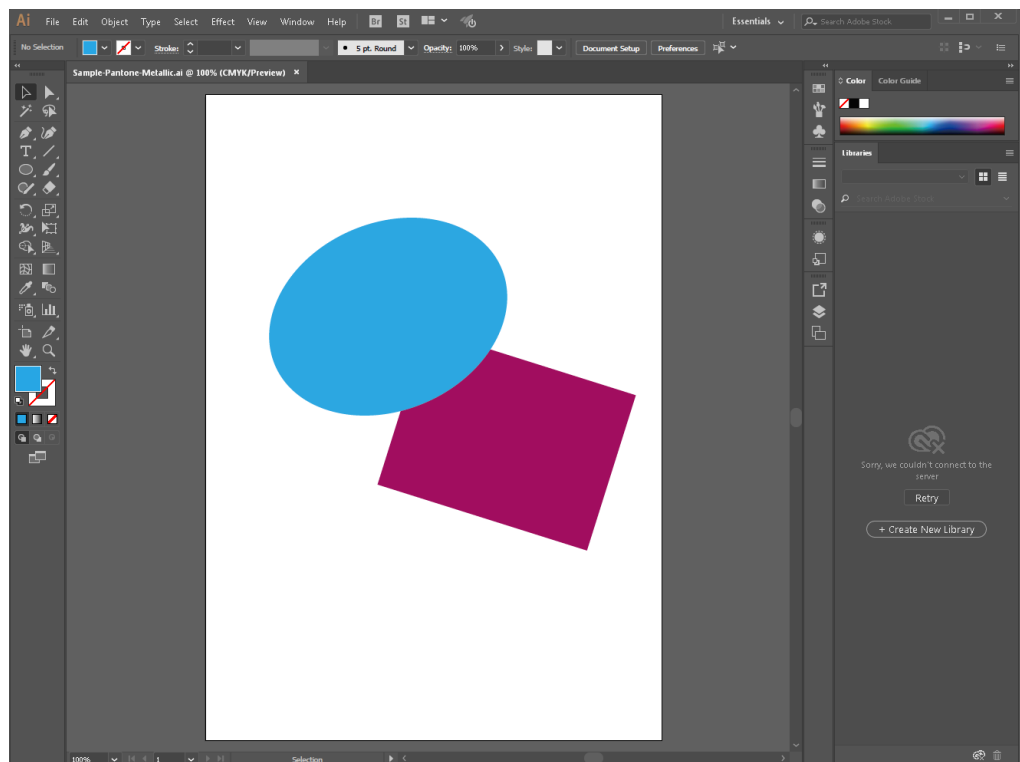 Ai File Edit Object Type Select Effect View Window Help Br St Essentials Search Adobe Stock
No Selection Stroke: 5 pt. Round Opacity: 100% Style: Document Setup Preferences
Sample-Pantone-Metallic.ai @ 100% (CMYK/Preview) ×
Color Color Guide
Libraries
Search Adobe Stock
Sorry, we couldn't connect to the
server
Retry
+ Create New Library
100% 1 Selection